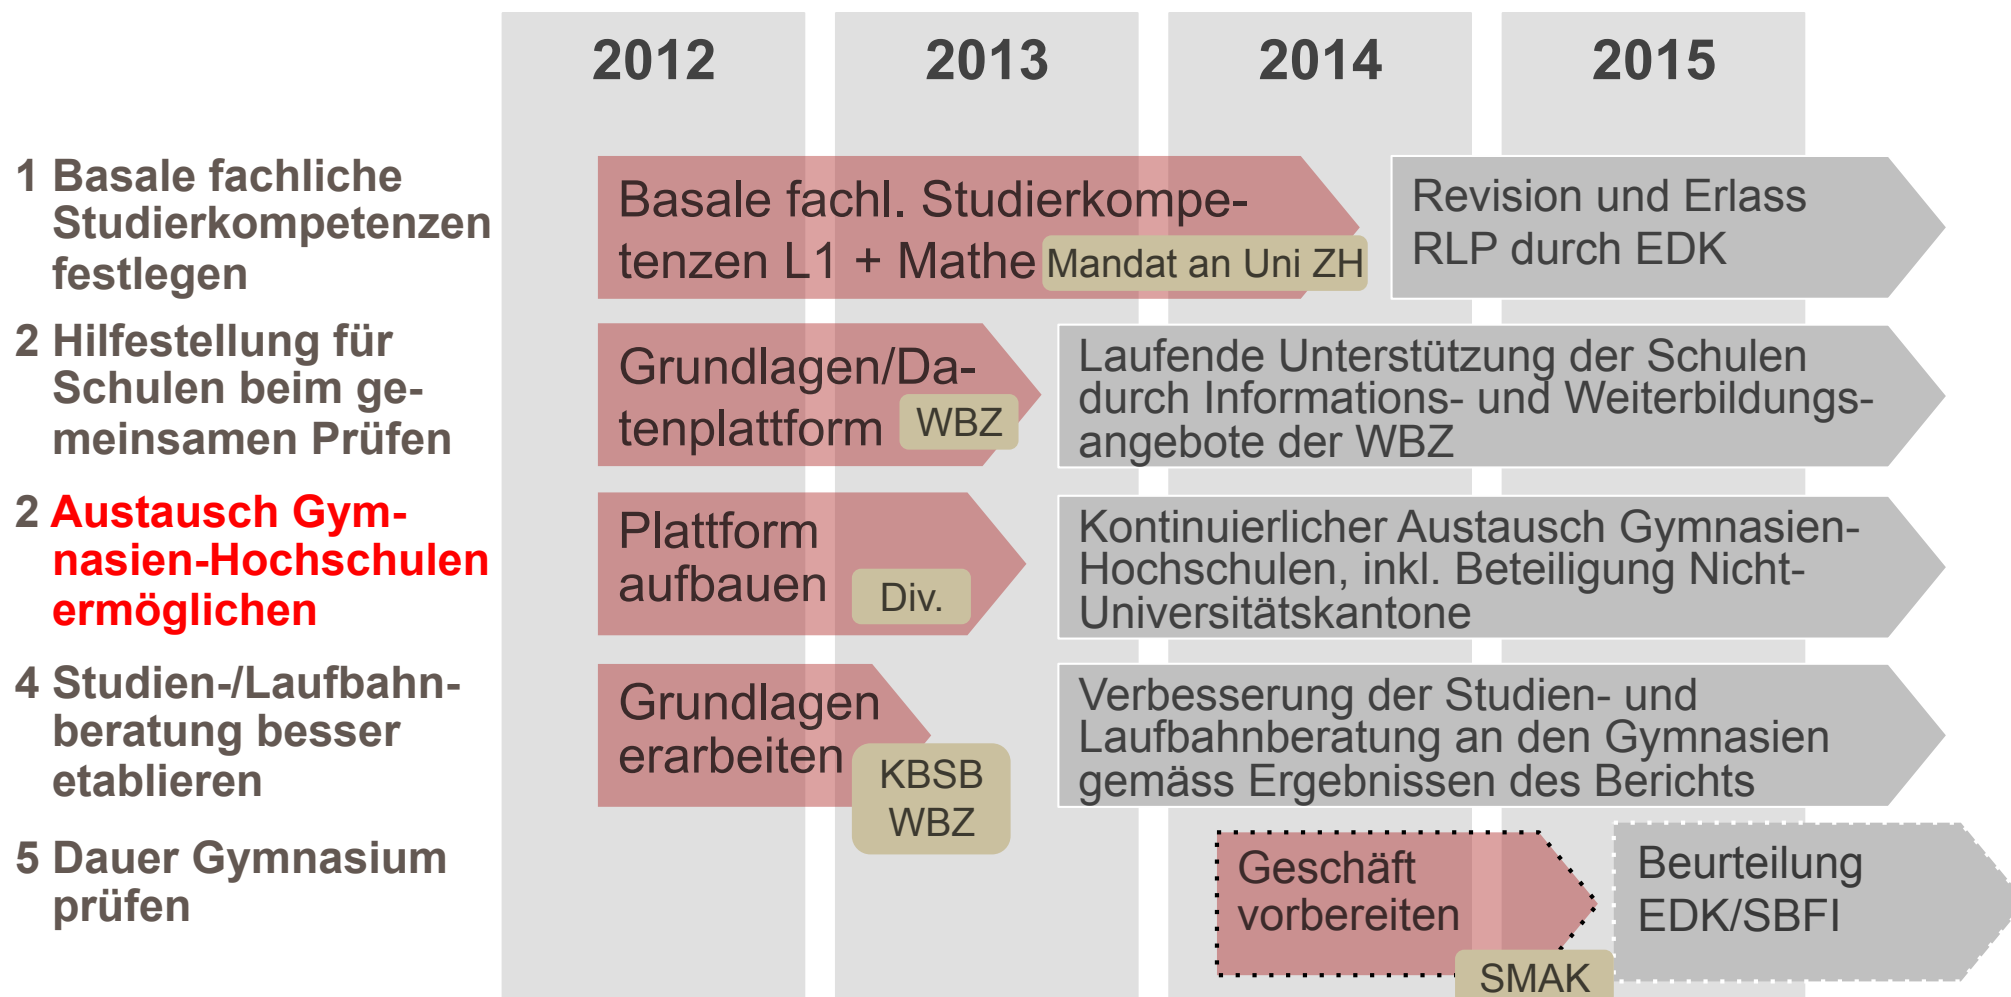 2012
2013
2014
2015
1 Basale fachliche
Studierkompetenzen
festlegen
Basale fachl. Studierkompe-
tenzen L1 + Mathe
Mandat an Uni ZH
Revision und Erlass
RLP durch EDK
2 Hilfestellung für
Schulen beim ge-
meinsamen Prüfen
Grundlagen/Da-
tenplattform
WBZ
Laufende Unterstützung der Schulen
durch Informations- und Weiterbildungs-
angebote der WBZ
2 Austausch Gym-
nasien-Hochschulen
ermöglichen
Plattform
aufbauen
Div.
Kontinuierlicher Austausch Gymnasien-
Hochschulen, inkl. Beteiligung Nicht-
Universitätskantone
4 Studien-/Laufbahn-
beratung besser
etablieren
Grundlagen
erarbeiten
KBSB
WBZ
Verbesserung der Studien- und
Laufbahnberatung an den Gymnasien
gemäss Ergebnissen des Berichts
5 Dauer Gymnasium
prüfen
Geschäft
vorbereiten
SMAK
Beurteilung
EDK/SBFI